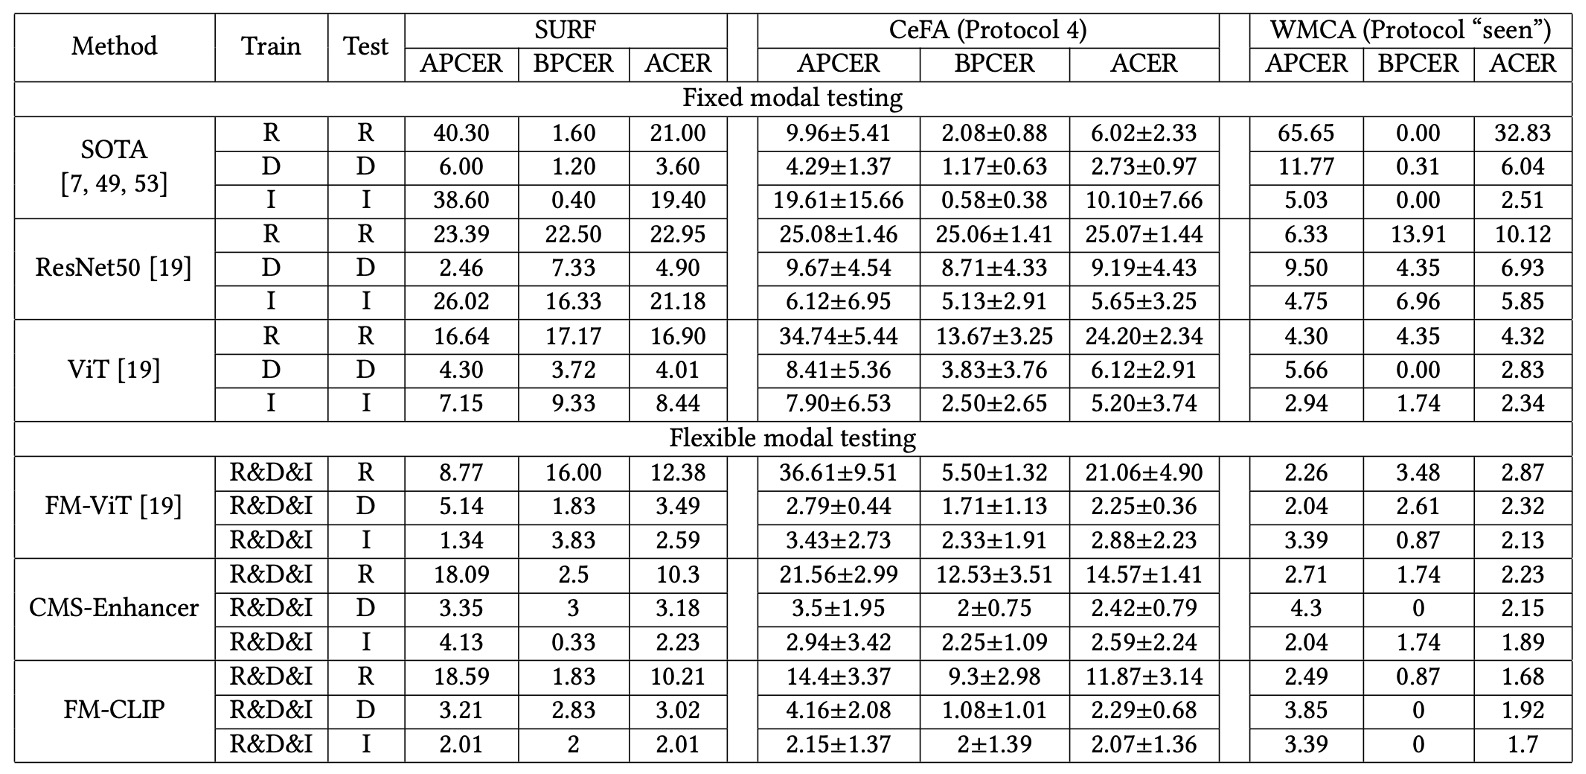 Method Train Test SURF CeFA (Protocol 4) WMCA (Protocol “seen”)
APCER BPCER ACER APCER BPCER ACER APCER BPCER ACER
Fixed modal testing
SOTA [7, 49, 53] R R 40.30 1.60 21.00 9.96±5.41 2.08±0.88 6.02±2.33 65.65 0.00 32.83
D D 6.00 1.20 3.60 4.29±1.37 1.17±0.63 2.73±0.97 11.77 0.31 6.04
I I 38.60 0.40 19.40 19.61±15.66 0.58±0.38 10.10±7.66 5.03 0.00 2.51
ResNet50 [19] R R 23.39 22.50 22.95 25.08±1.46 25.06±1.41 25.07±1.44 6.33 13.91 10.12
D D 2.46 7.33 4.90 9.67±4.54 8.71±4.33 9.19±4.43 9.50 4.35 6.93
I I 26.02 16.33 21.18 6.12±6.95 5.13±2.91 5.65±3.25 4.75 6.96 5.85
ViT [19] R R 16.64 17.17 16.90 34.74±5.44 13.67±3.25 24.20±2.34 4.30 4.35 4.32
D D 4.30 3.72 4.01 8.41±5.36 3.83±3.76 6.12±2.91 5.66 0.00 2.83
I I 7.15 9.33 8.44 7.90±6.53 2.50±2.65 5.20±3.74 2.94 1.74 2.34
Flexible modal testing
FM-ViT [19] R&D&I R 8.77 16.00 12.38 36.61±9.51 5.50±1.32 21.06±4.90 2.26 3.48 2.87
R&D&I D 5.14 1.83 3.49 2.79±0.44 1.71±1.13 2.25±0.36 2.04 2.61 2.32
R&D&I I 1.34 3.83 2.59 3.43±2.73 2.33±1.91 2.88±2.23 3.39 0.87 2.13
CMS-Enhancer R&D&I R 18.09 2.5 10.3 21.56±2.99 12.53±3.51 14.57±1.41 2.71 1.74 2.23
R&D&I D 3.35 3 3.18 3.5±1.95 2±0.75 2.42±0.79 4.3 0 2.15
R&D&I I 4.13 0.33 2.23 2.94±3.42 2.25±1.09 2.59±2.24 2.04 1.74 1.89
FM-CLIP R&D&I R 18.59 1.83 10.21 14.4±3.37 9.3±2.98 11.87±3.14 2.49 0.87 1.68
R&D&I D 3.21 2.83 3.02 4.16±2.08 1.08±1.01 2.29±0.68 3.85 0 1.92
R&D&I I 2.01 2 2.01 2.15±1.37 2±1.39 2.07±1.36 3.39 0 1.7